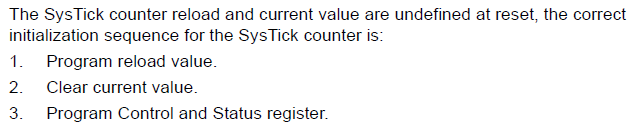 The SysTick counter reload and current value are undefined at reset, the correct
initialization sequence for the SysTick counter is:
1. Program reload value.
2. Clear current value.
3. Program Control and Status register.